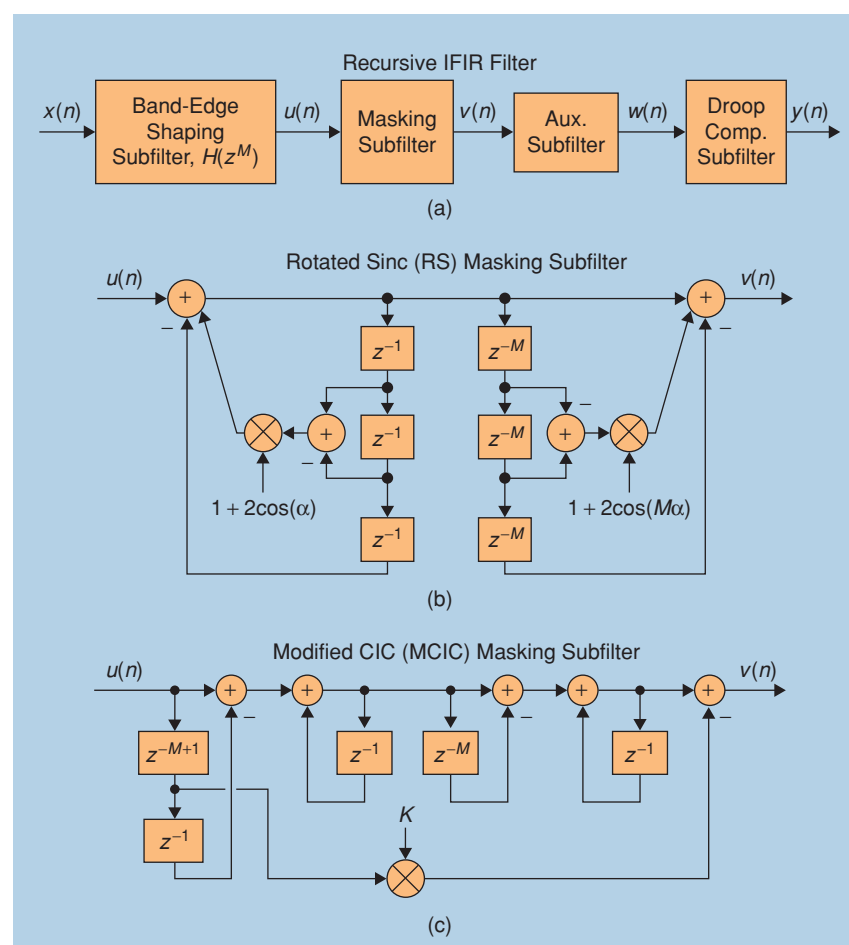 Recursive IFIR Filter
x(n)
Band-Edge
Shaping
Subfilter, H(z^M)
u(n)
Masking
Subfilter
v(n)
Aux.
Subfilter
w(n)
Droop
Comp.
Subfilter
y(n)
(a)
Rotated Sinc (RS) Masking Subfilter
u(n)
+
−
v(n)
+
−
z^−1
z^−M
−
+
−
z^−1
z^−M
+
1 + 2cos(α)
1 + 2cos(Mα)
z^−1
z^−M
(b)
Modified CIC (MCIC) Masking Subfilter
u(n)
+
−
+
+
−
+
+
−
v(n)
z^−M+1
z^−1
z^−M
z^−1
z^−1
K
(c)